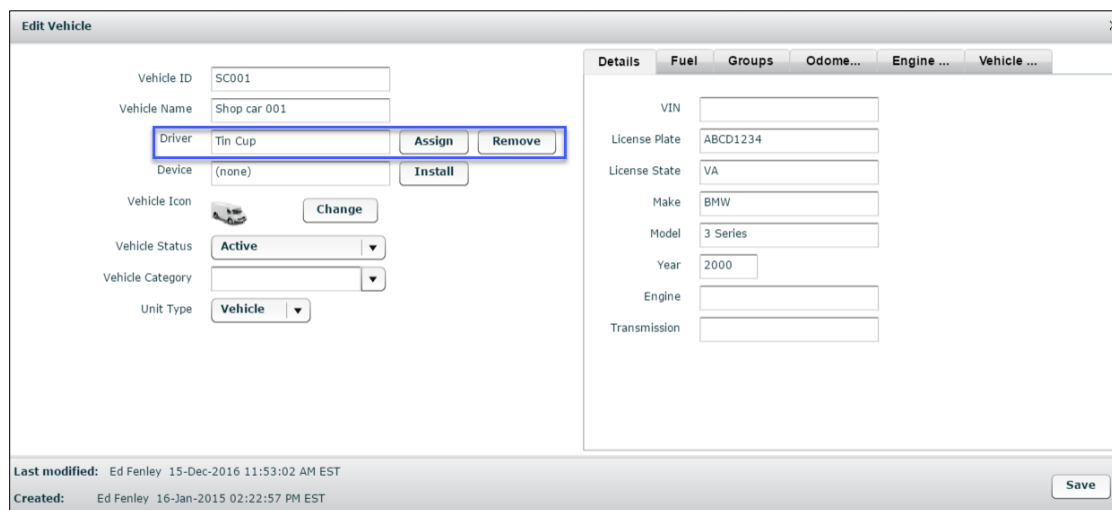 Edit Vehicle
Vehicle ID SC001
Vehicle Name Shop car 001
Driver Tin Cup Assign Remove
Device (none) Install
Vehicle Icon Change
Vehicle Status Active
Vehicle Category
Unit Type Vehicle
Details Fuel Groups Odome... Engine ... Vehicle ...
VIN
License Plate ABCD1234
License State VA
Make BMW
Model 3 Series
Year 2000
Engine
Transmission
Last modified: Ed Fenley 15-Dec-2016 11:53:02 AM EST
Created: Ed Fenley 16-Jan-2015 02:22:57 PM EST
Save